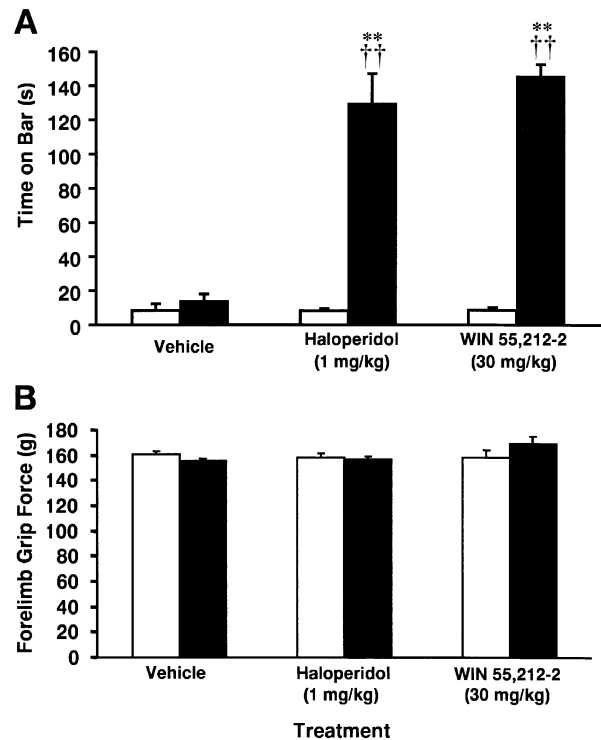 A
**
††
**
††
160
140
120
100
80
60
40
20
0
Time on Bar (s)
Vehicle
Haloperidol
(1 mg/kg)
WIN 55,212-2
(30 mg/kg)
B
180
160
140
120
100
80
60
40
20
0
Forelimb Grip Force (g)
Vehicle
Haloperidol
(1 mg/kg)
WIN 55,212-2
(30 mg/kg)
Treatment